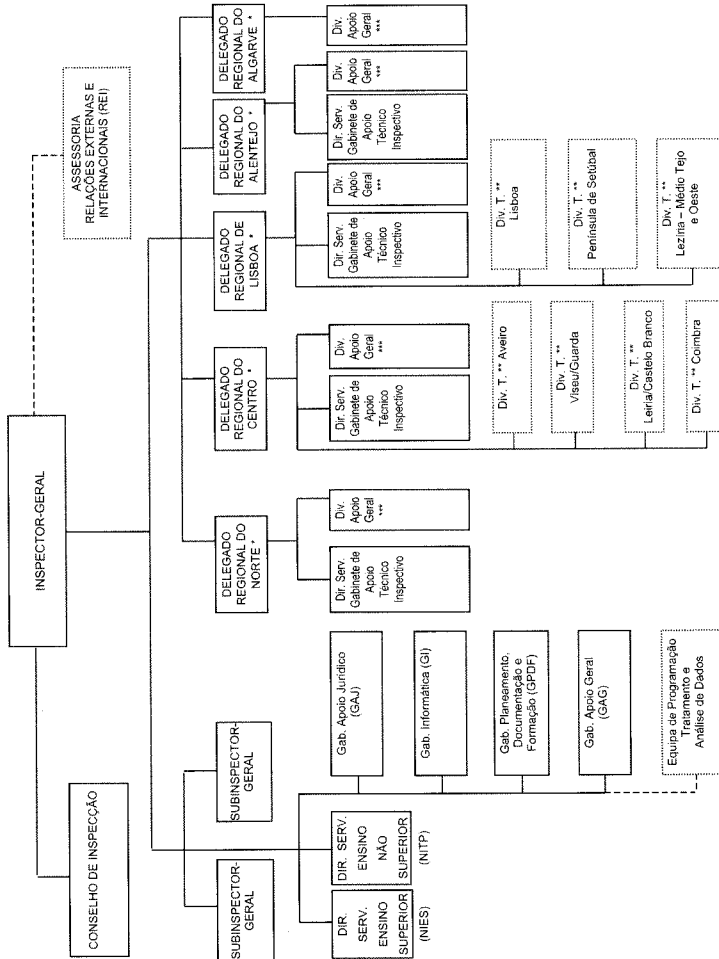 INSPECTOR-GERAL
CONSELHO DE INSPECÇÃO
ASSESSORIA
RELAÇÕES EXTERNAS E
INTERNACIONAIS (REI)
SUBINSPECTOR-
GERAL
SUBINSPECTOR-
GERAL
DIR.
SERV.
ENSINO
SUPERIOR
(NIES)
DIR. SERV.
ENSINO
NÃO
SUPERIOR
(NITP)
Gab. Apoio Jurídico
(GAJ)
Gab. Informática (GI)
Gab. Planeamento,
Documentação e
Formação (GPDF)
Gab. Apoio Geral
(GAG)
Equipa de Programação
Tratamento e
Análise de Dados
DELEGADO
REGIONAL DO
NORTE *
Dir. Serv.
Gabinete de
Apoio
Técnico
Inspectivo
Div.
Apoio
Geral
***
DELEGADO
REGIONAL DO
CENTRO *
Dir. Serv.
Gabinete de
Apoio
Técnico
Inspectivo
Div.
Apoio
Geral
***
Div. T. ** Aveiro
Div. T. **
Viseu/Guarda
Div. T. **
Leiria/Castelo Branco
Div. T. ** Coimbra
DELEGADO
REGIONAL DE
LISBOA *
Dir. Serv.
Gabinete de
Apoio
Técnico
Inspectivo
Div.
Apoio
Geral
***
Div. T. **
Lisboa
Div. T. **
Península de Setúbal
Div. T. **
Lezíria – Médio Tejo
e Oeste
DELEGADO
REGIONAL DO
ALENTEJO *
Dir. Serv.
Gabinete de
Apoio
Técnico
Inspectivo
Div.
Apoio
Geral
***
DELEGADO
REGIONAL DO
ALGARVE *
Div.
Apoio
Geral
***